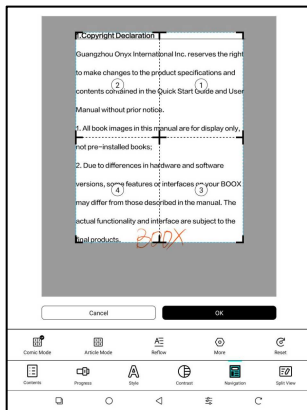 1.Copyright Declaration
Guangzhou Onyx International Inc. reserves the right
to make changes to the product specifications and
② ①
contents contained in the Quick Start Guide and User
Manual without prior notice.
1. All book images in this manual are for display only,
not pre-installed books;
2. Due to differences in hardware and software
versions, some features or interfaces on your BOOX
④ ③
may differ from those described in the manual. The
actual functionality and interface are subject to the
final products.
BOOX
Cancel OK
Comic Mode Article Mode Reflow More Reset
Contents Progress Style Contrast Navigation Split View